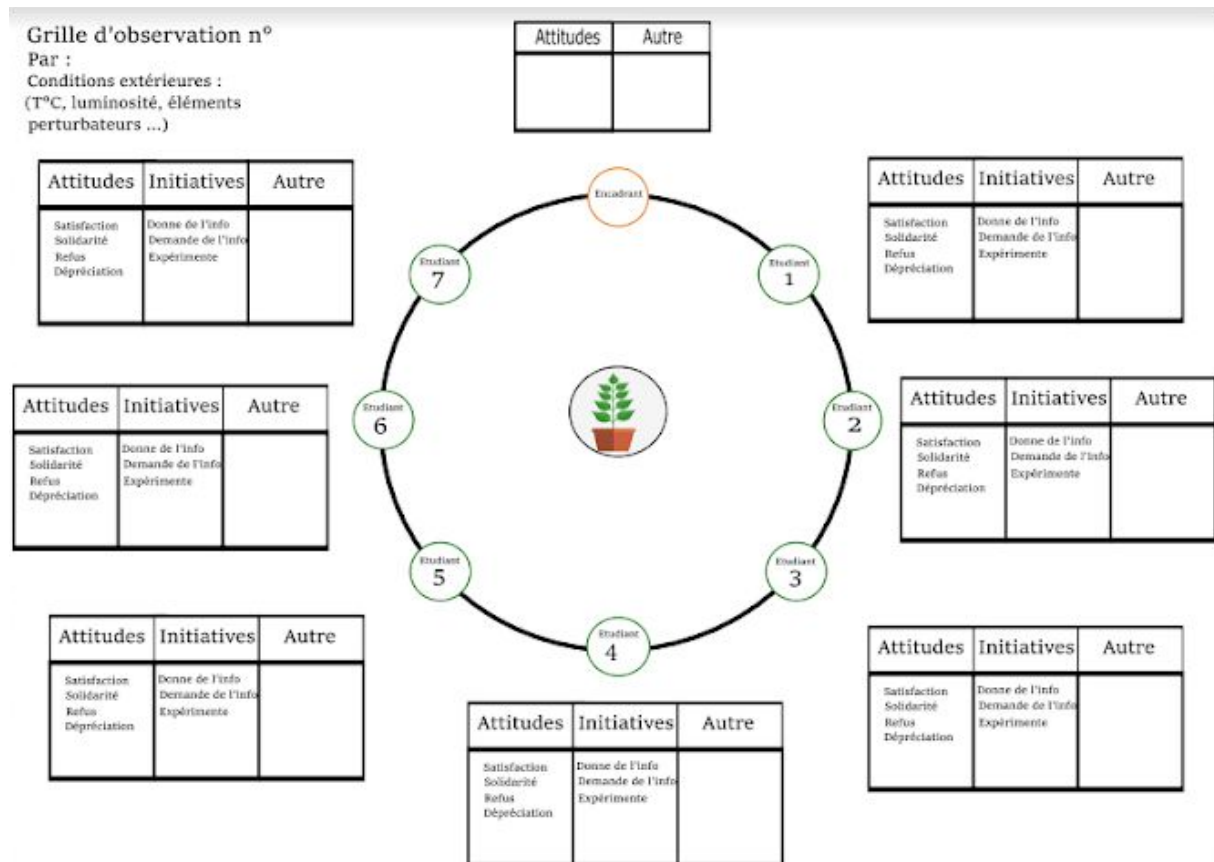 Grille d'observation n°
Par :
Conditions extérieures :
(T°C, luminosité, éléments
perturbateurs ...)
Attitudes Autre
Encadrant
Attitudes Initiatives Autre
Satisfaction Donne de l'info
Solidarité Demande de l'info
Refus Expérimente
Dépréciation
Etudiant
7
Etudiant
1
Attitudes Initiatives Autre
Satisfaction Donne de l'info
Solidarité Demande de l'info
Refus Expérimente
Dépréciation
Attitudes Initiatives Autre
Satisfaction Donne de l'info
Solidarité Demande de l'info
Refus Expérimente
Dépréciation
Etudiant
6
Etudiant
2
Attitudes Initiatives Autre
Satisfaction Donne de l'info
Solidarité Demande de l'info
Refus Expérimente
Dépréciation
Etudiant
5
Etudiant
3
Attitudes Initiatives Autre
Satisfaction Donne de l'info
Solidarité Demande de l'info
Refus Expérimente
Dépréciation
Etudiant
4
Attitudes Initiatives Autre
Satisfaction Donne de l'info
Solidarité Demande de l'info
Refus Expérimente
Dépréciation
Attitudes Initiatives Autre
Satisfaction Donne de l'info
Solidarité Demande de l'info
Refus Expérimente
Dépréciation